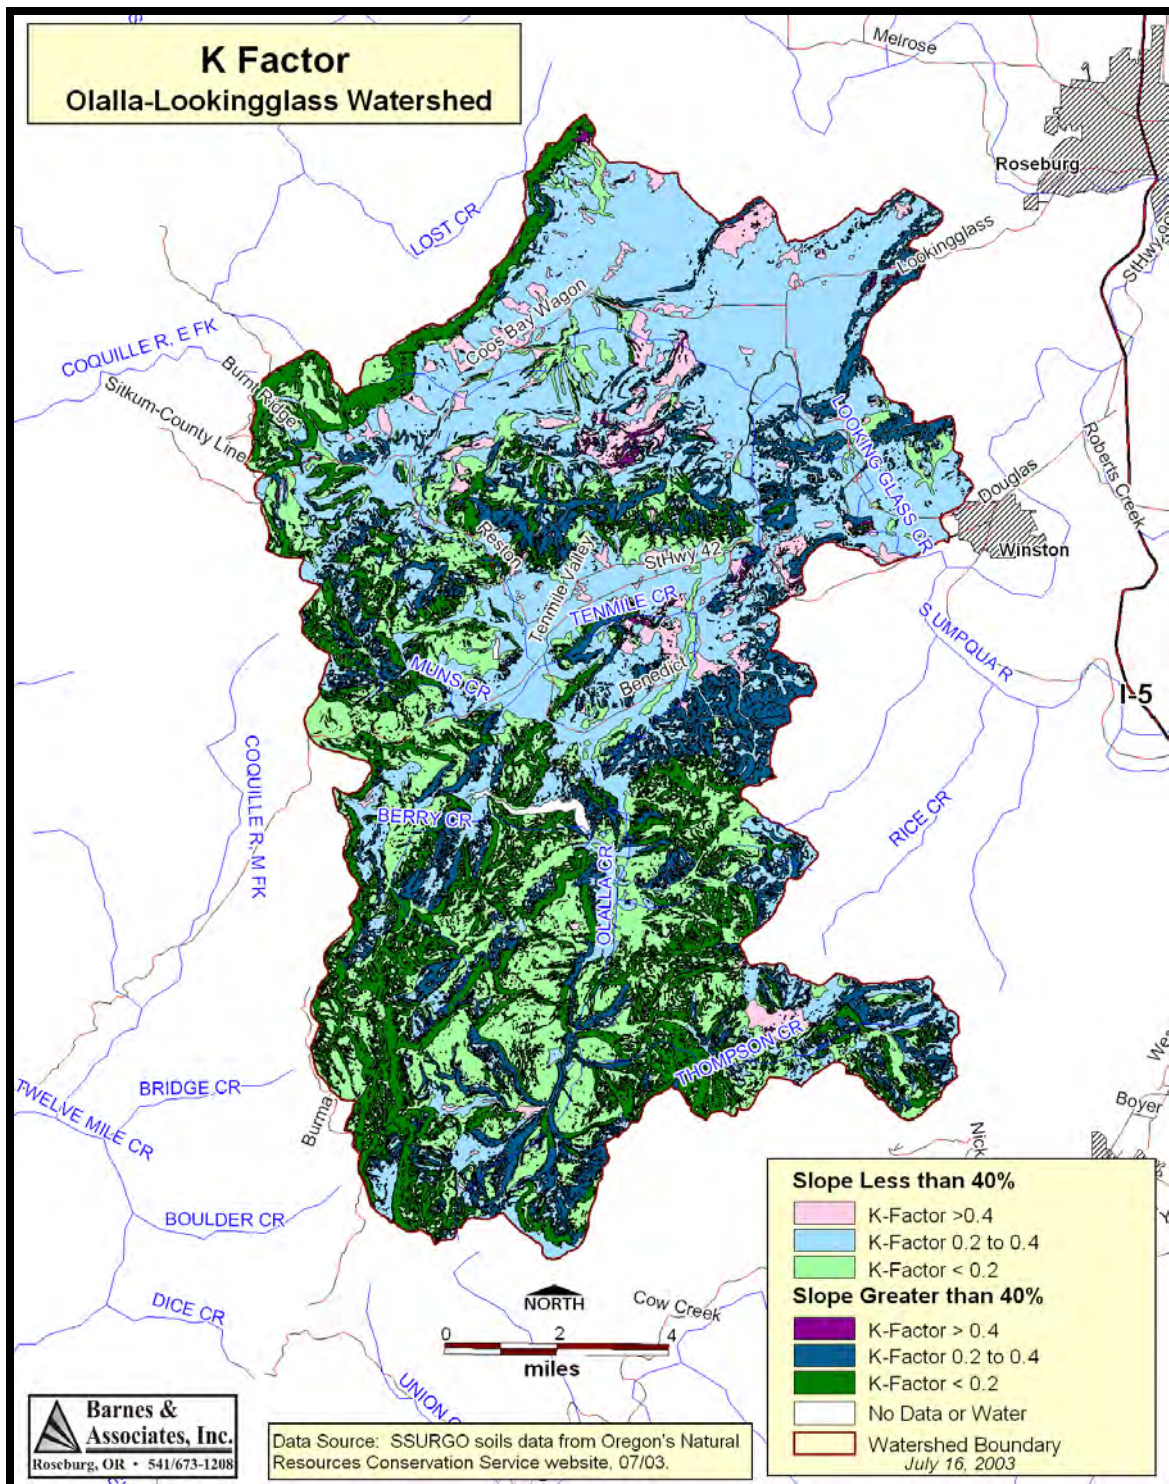 K Factor
Olalla-Lookingglass Watershed
Melrose
Roseburg
Lookingglass
LOST CR
Coos Bay Wagon
COQUILLE R, E FK
Burnt Ridge
Sitkum-County Line
LOOKING GLASS CR
Douglas
Roberts Creek
Winston
Reston
Tenmile Valley
StHwy 42
TENMILE CR
S UMPQUA R
MUNS CR
Benedict
I-5
COQUILLE R, M FK
BERRY CR
RICE CR
OLALLA CR
THOMPSON CR
BRIDGE CR
TWELVE MILE CR
Burma
Boyer
Nick
BOULDER CR
DICE CR
UNION
Cow Creek
NORTH
0 2 4
miles
Slope Less than 40%
K-Factor >0.4
K-Factor 0.2 to 0.4
K-Factor < 0.2
Slope Greater than 40%
K-Factor > 0.4
K-Factor 0.2 to 0.4
K-Factor < 0.2
No Data or Water
Watershed Boundary
July 16, 2003
Barnes &
Associates, Inc.
Roseburg, OR • 541/673-1208
Data Source: SSURGO soils data from Oregon's Natural
Resources Conservation Service website, 07/03.